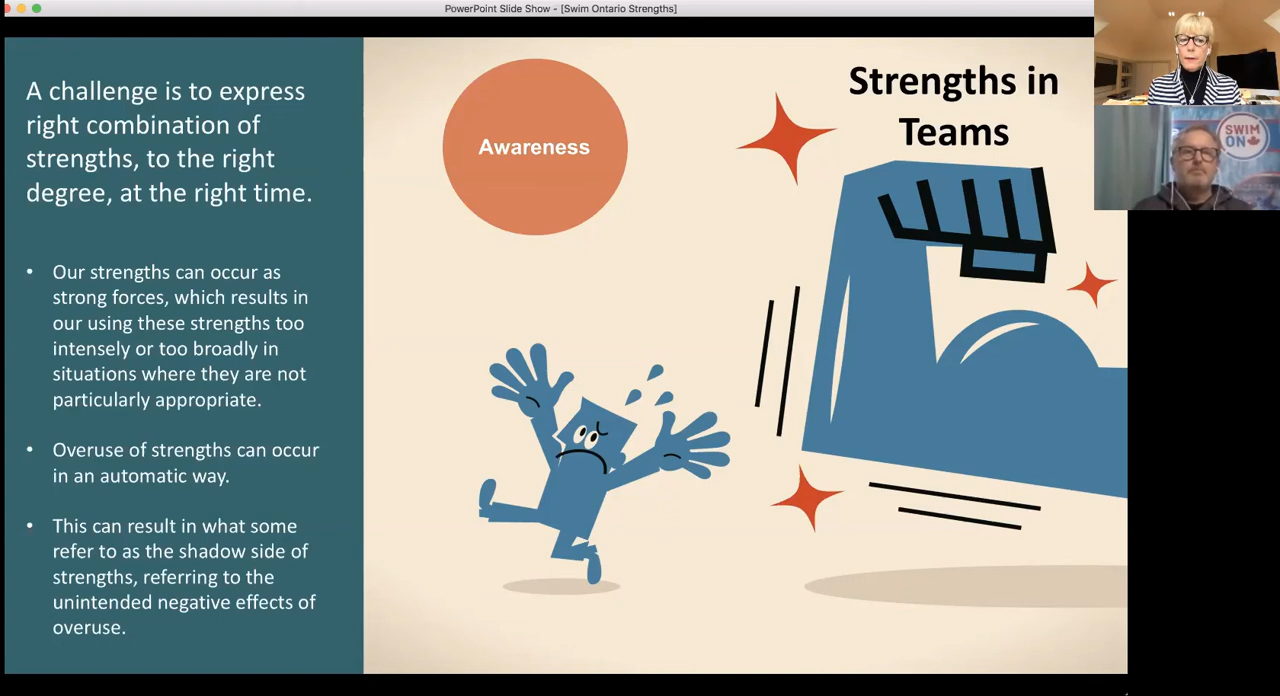 PowerPoint Slide Show - [Swim Ontario Strengths]
A challenge is to express
right combination of
strengths, to the right
degree, at the right time.
• Our strengths can occur as
strong forces, which results in
our using these strengths too
intensely or too broadly in
situations where they are not
particularly appropriate.
• Overuse of strengths can occur
in an automatic way.
• This can result in what some
refer to as the shadow side of
strengths, referring to the
unintended negative effects of
overuse.
Awareness
Strengths in
Teams
SWIM
ON